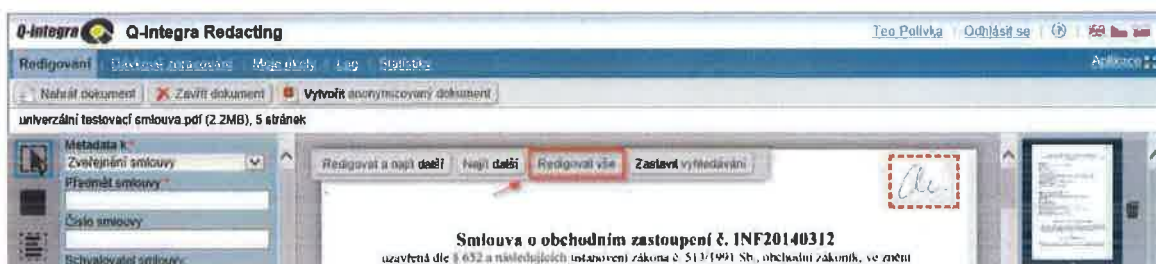 Q-Integra Q-Integra Redacting Teo Polívka Odhlásit se
Redigování Dávkové zpracování Moje úkoly Log Statistiky Aplikace
Nahrát dokument Zavřít dokument Vytvořit anonymizovaný dokument
univerzální testovací smlouva.pdf (2.2MB), 5 stránek
Metadata k:*
Zveřejnění smlouvy
Redigovat a najít další Najít další Redigovat vše Zastavit vyhledávání
Předmět smlouvy *
Číslo smlouvy
Smlouva o obchodním zastoupení č. 1NF20140312
Schvalovatel smlouvy
uzavřená dle § 652 a následujících ustanovení zákona č. 513/1991 Sb., obchodní zákoník, ve znění